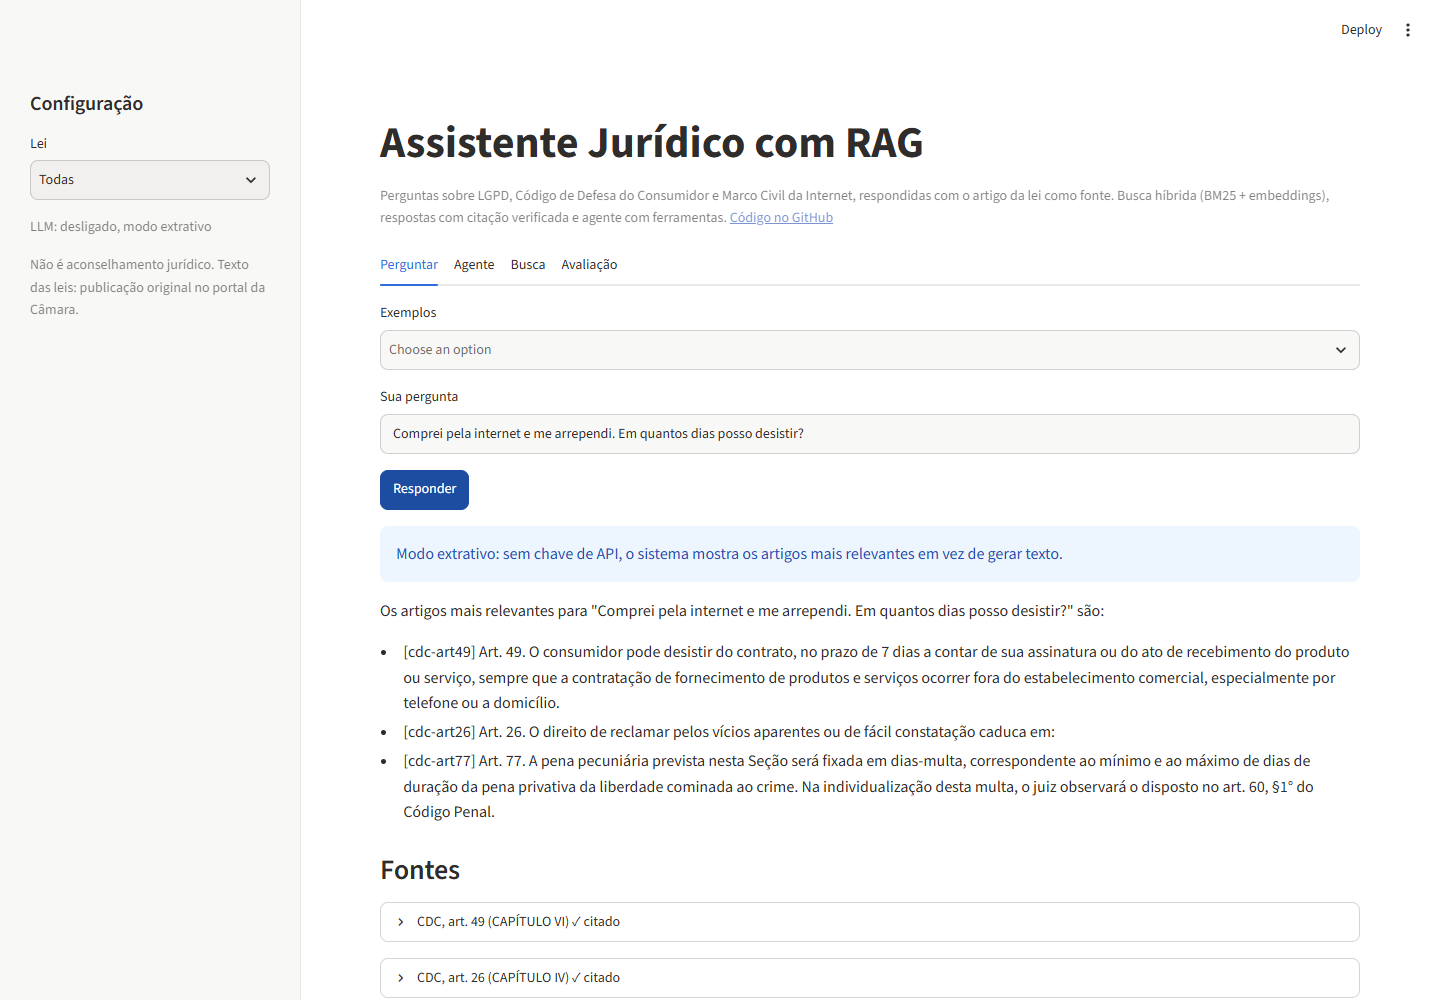 Deploy
Configuração
Lei
Todas
LLM: desligado, modo extrativo
Não é aconselhamento jurídico. Texto
das leis: publicação original no portal da
Câmara.
Assistente Jurídico com RAG
Perguntas sobre LGPD, Código de Defesa do Consumidor e Marco Civil da Internet, respondidas com o artigo da lei como fonte. Busca híbrida (BM25 + embeddings),
respostas com citação verificada e agente com ferramentas. Código no GitHub
Perguntar Agente Busca Avaliação
Exemplos
Choose an option
Sua pergunta
Comprei pela internet e me arrependi. Em quantos dias posso desistir?
Responder
Modo extrativo: sem chave de API, o sistema mostra os artigos mais relevantes em vez de gerar texto.
Os artigos mais relevantes para "Comprei pela internet e me arrependi. Em quantos dias posso desistir?" são:
• [cdc-art49] Art. 49. O consumidor pode desistir do contrato, no prazo de 7 dias a contar de sua assinatura ou do ato de recebimento do produto
ou serviço, sempre que a contratação de fornecimento de produtos e serviços ocorrer fora do estabelecimento comercial, especialmente por
telefone ou a domicílio.
• [cdc-art26] Art. 26. O direito de reclamar pelos vícios aparentes ou de fácil constatação caduca em:
• [cdc-art77] Art. 77. A pena pecuniária prevista nesta Seção será fixada em dias-multa, correspondente ao mínimo e ao máximo de dias de
duração da pena privativa da liberdade cominada ao crime. Na individualização desta multa, o juiz observará o disposto no art. 60, §1° do
Código Penal.
Fontes
CDC, art. 49 (CAPÍTULO VI) ✓ citado
CDC, art. 26 (CAPÍTULO IV) ✓ citado